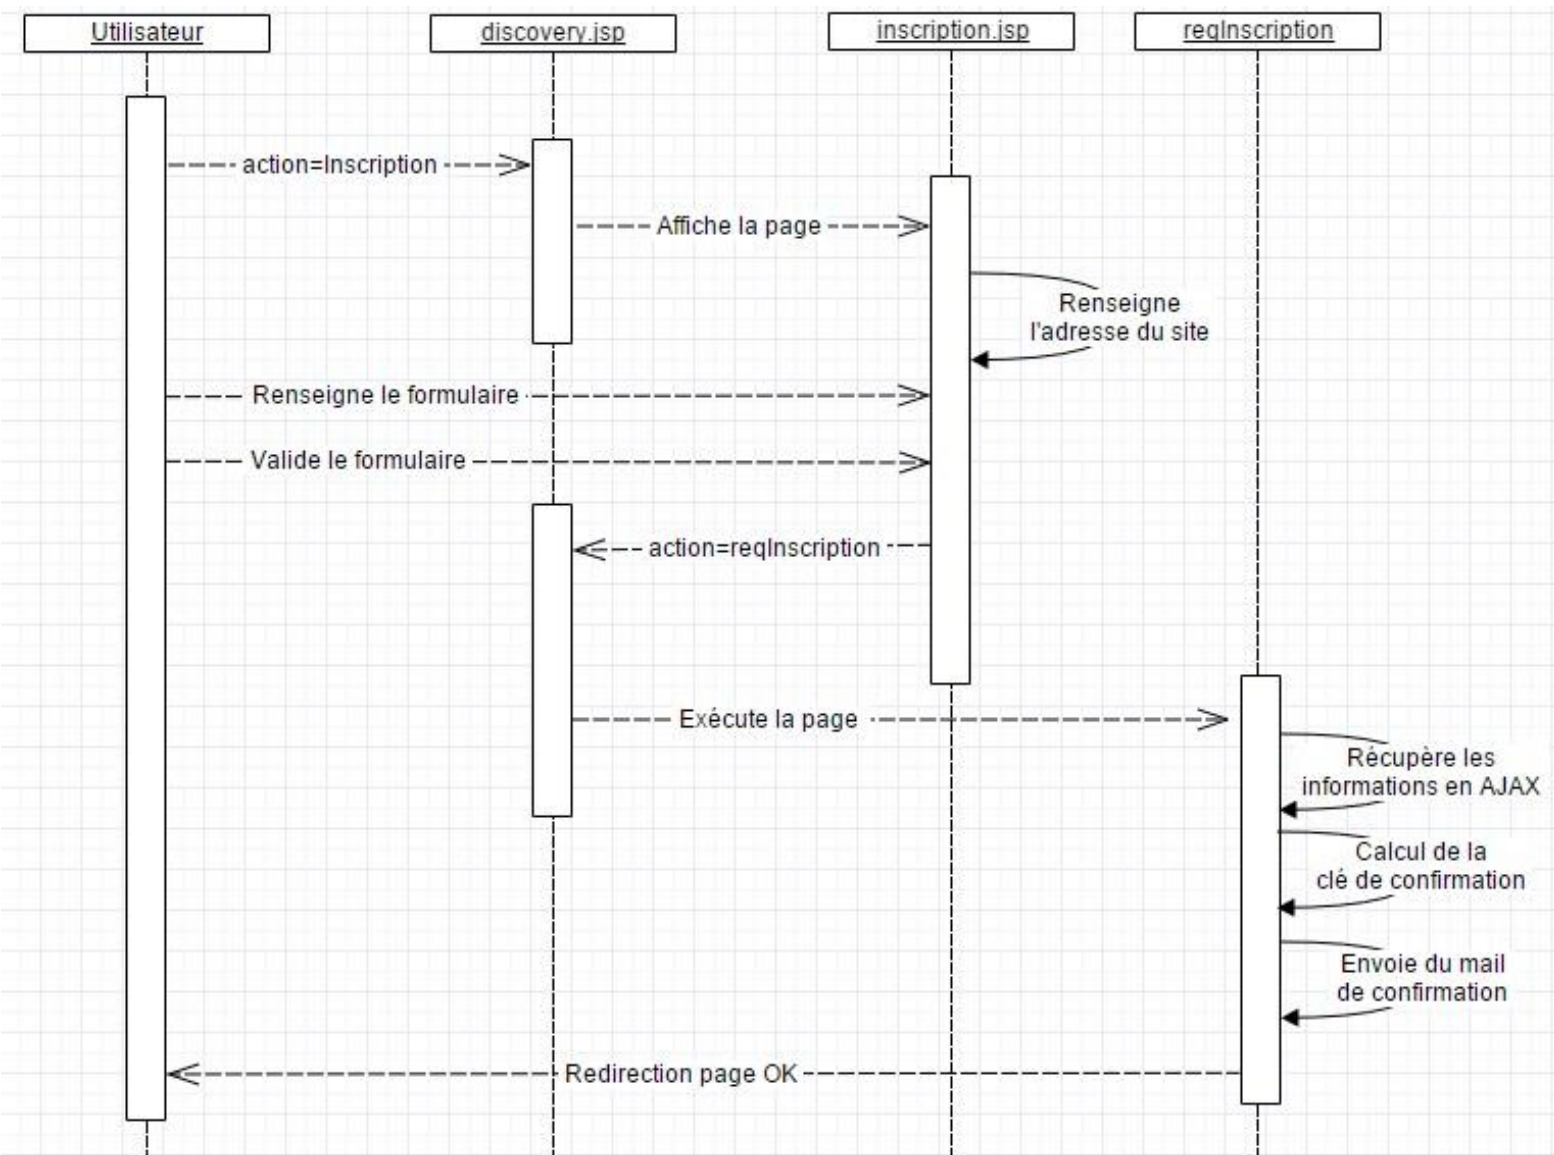 Utilisateur
discovery.jsp
inscription.jsp
reqInscription
action=Inscription
Affiche la page
Renseigne
l'adresse du site
Renseigne le formulaire
Valide le formulaire
action=reqInscription
Exécute la page
Récupère les
informations en AJAX
Calcul de la
clé de confirmation
Envoie du mail
de confirmation
Redirection page OK